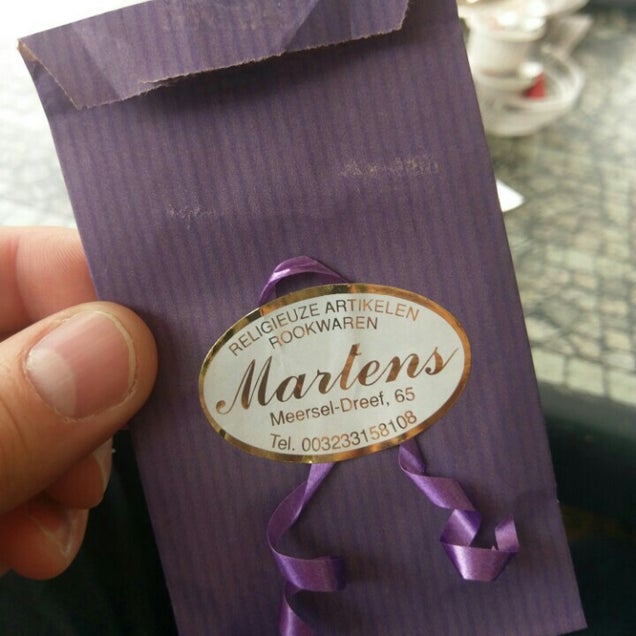 RELIGIEUZE ARTIKELEN
ROOKWAREN
Martens
Meersel-Dreef, 65
Tel. 003233158108